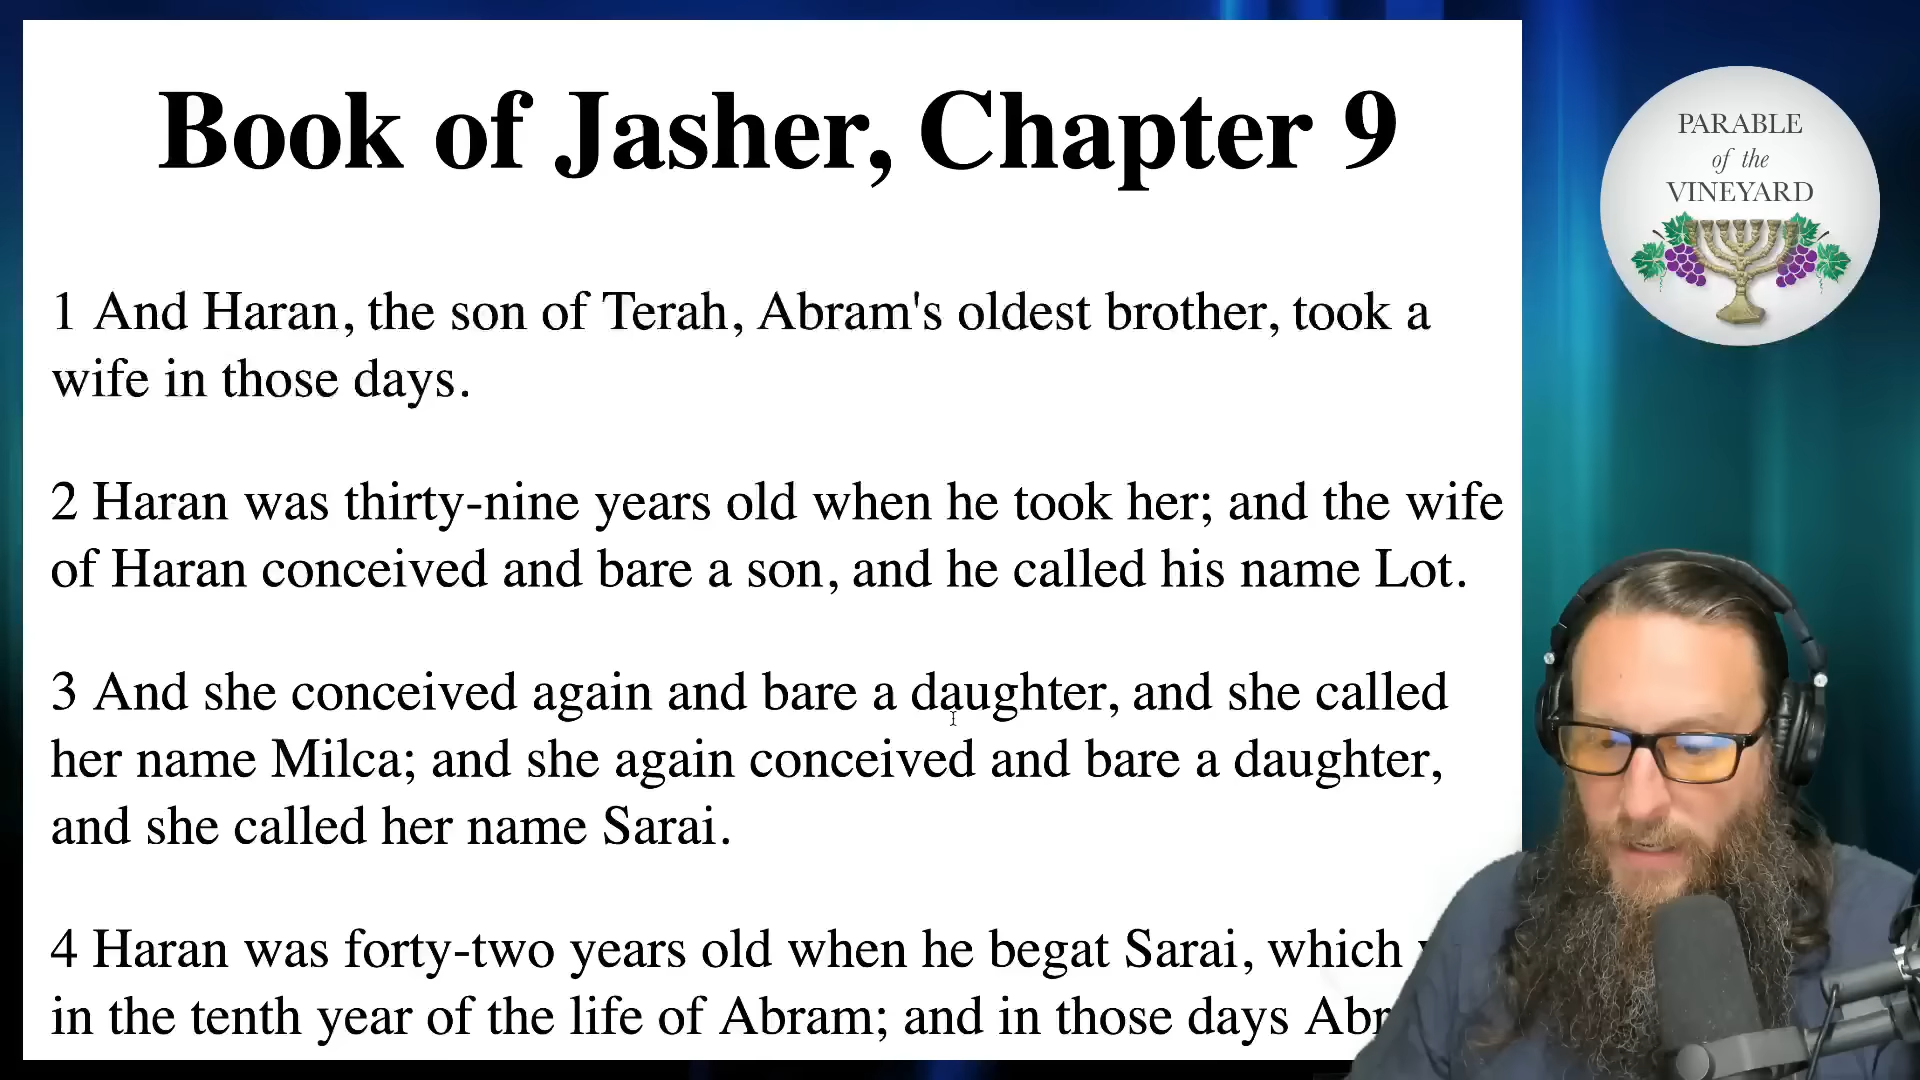 Book of Jasher, Chapter 9
PARABLE
of the
VINEYARD
1 And Haran, the son of Terah, Abram's oldest brother, took a
wife in those days.
2 Haran was thirty-nine years old when he took her; and the wife
of Haran conceived and bare a son, and he called his name Lot.
3 And she conceived again and bare a daughter, and she called
her name Milca; and she again conceived and bare a daughter,
and she called her name Sarai.
4 Haran was forty-two years old when he begat Sarai, which
in the tenth year of the life of Abram; and in those days